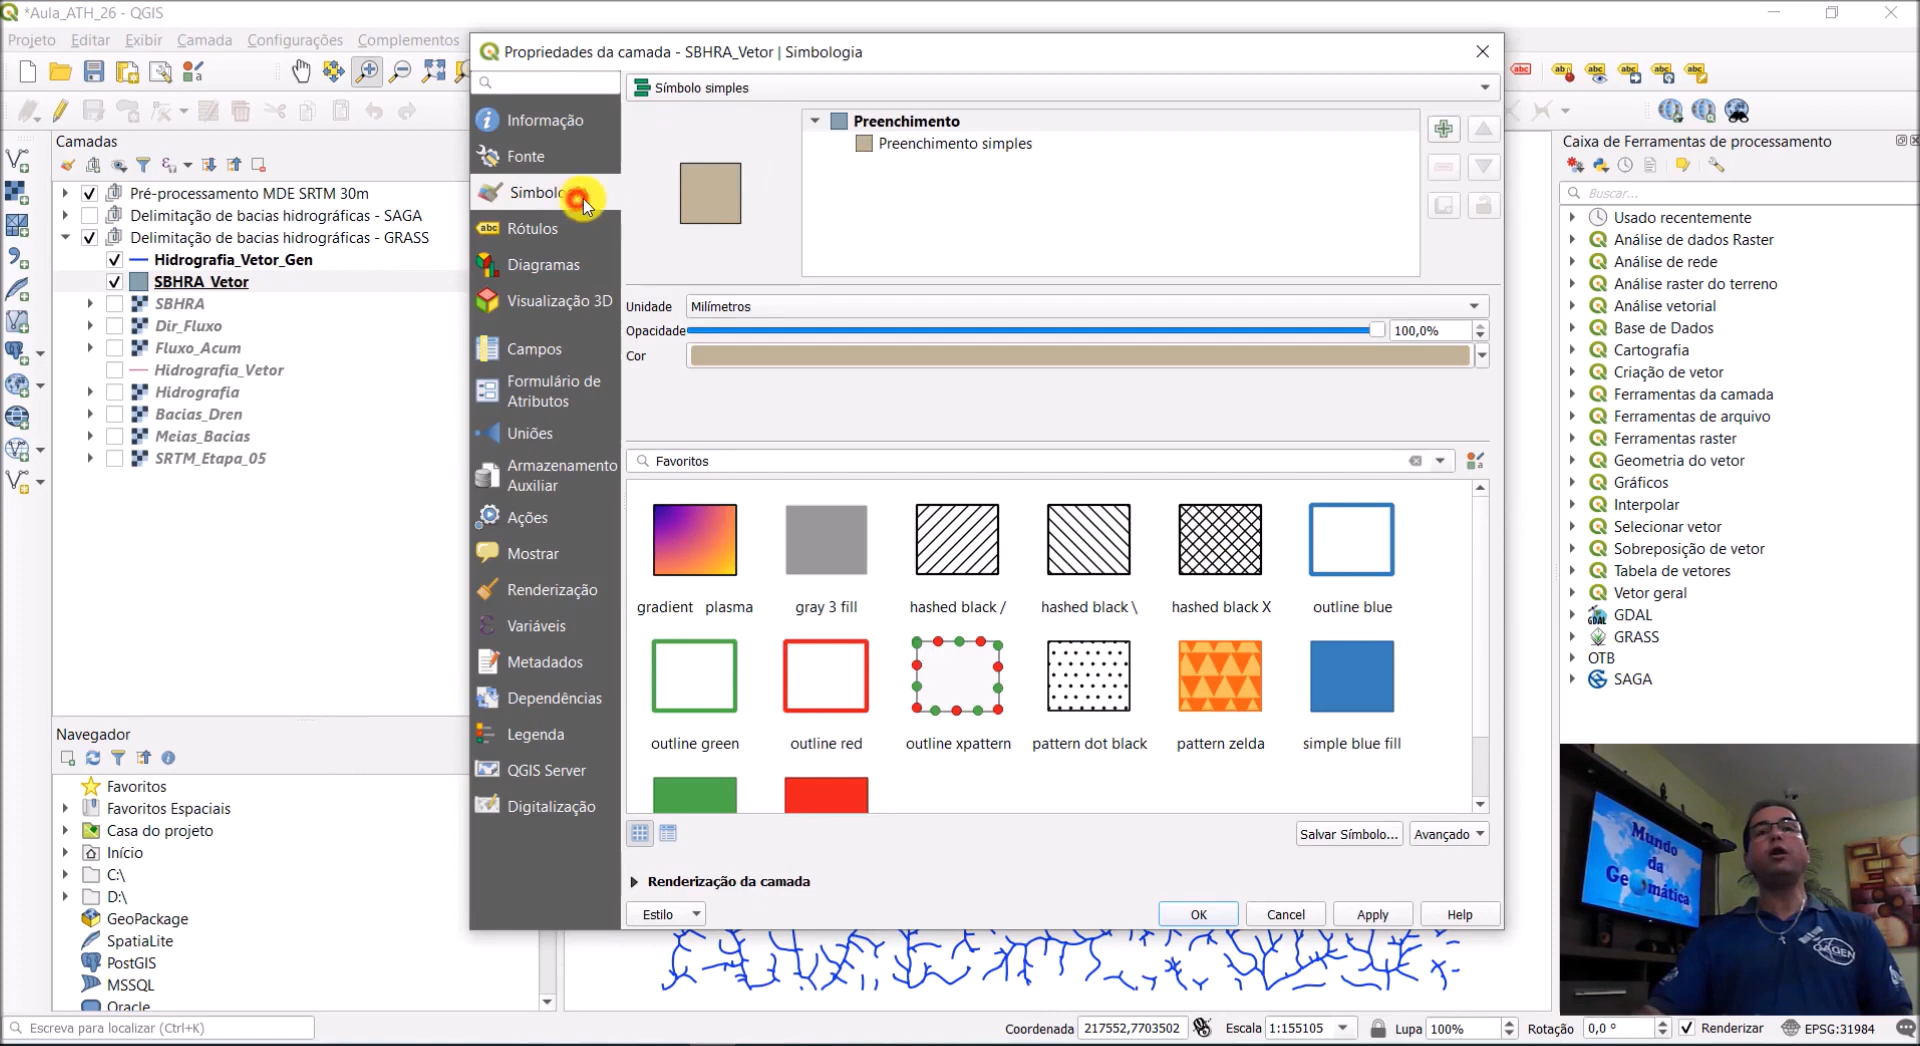 *Aula_ATH_26 - QGIS
Projeto Editar Exibir Camada Configurações Complementos
Propriedades da camada - SBHRA_Vetor | Simbologia
Camadas
Pré-processamento MDE SRTM 30m
Delimitação de bacias hidrográficas - SAGA
Delimitação de bacias hidrográficas - GRASS
Hidrografia_Vetor_Gen
SBHRA_Vetor
SBHRA
Dir_Fluxo
Fluxo_Acum
Hidrografia_Vetor
Hidrografia
Bacias_Dren
Meias_Bacias
SRTM_Etapa_05
Navegador
Favoritos
Favoritos Espaciais
Casa do projeto
Início
C:\
D:\
GeoPackage
SpatiaLite
PostGIS
MSSQL
Oracle
Informação
Fonte
Simbolo
abc Rótulos
Diagramas
Visualização 3D
Campos
Formulário de
Atributos
Uniões
Armazenamento
Auxiliar
Ações
Mostrar
Renderização
Variáveis
Metadados
Dependências
Legenda
QGIS Server
Digitalização
Símbolo simples
Preenchimento
Preenchimento simples
Unidade Milímetros
Opacidade 100,0%
Cor
Favoritos
gradient plasma
gray 3 fill
hashed black /
hashed black \
hashed black X
outline blue
outline green
outline red
outline xpattern
pattern dot black
pattern zelda
simple blue fill
Salvar Símbolo... Avançado
Renderização da camada
Estilo OK Cancel Apply Help
abc
Caixa de Ferramentas de processamento
Buscar...
Usado recentemente
Análise de dados Raster
Análise de rede
Análise raster do terreno
Análise vetorial
Base de Dados
Cartografia
Criação de vetor
Ferramentas da camada
Ferramentas de arquivo
Ferramentas raster
Geometria do vetor
Gráficos
Interpolar
Selecionar vetor
Sobreposição de vetor
Tabela de vetores
Vetor geral
GDAL GDAL
GRASS
OTB
SAGA
Mundo
da
Geomática
Escreva para localizar (Ctrl+K)
Coordenada 217552,7703502 Escala 1:155105 Lupa 100% Rotação 0,0 ° Renderizar EPSG:31984